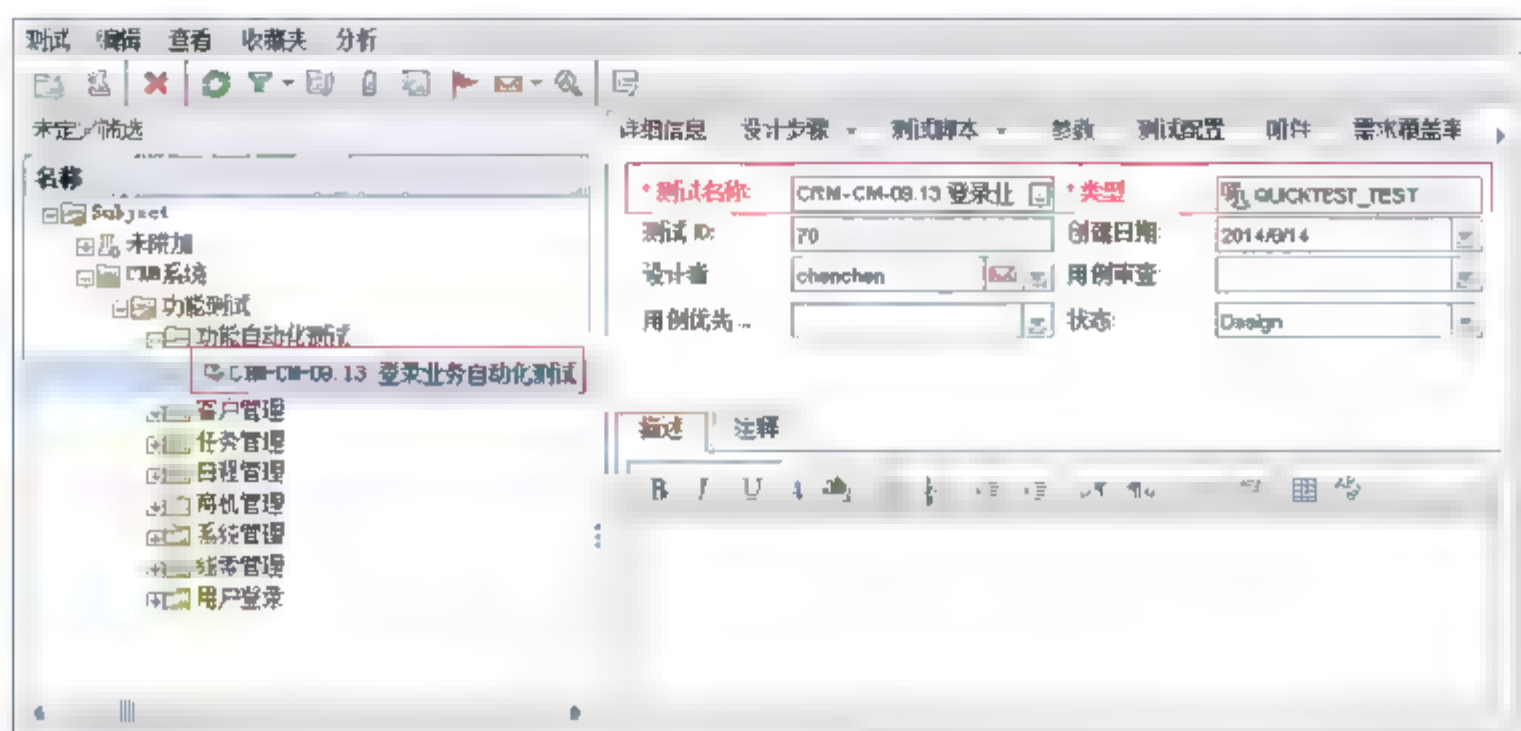 测试 编辑 查看 收藏夹 分析
未定义筛选
名称
Subject
未附加
CRM系统
功能测试
功能自动化测试
CRM-CM-09.13 登录业务自动化测试
客户管理
任务管理
日程管理
商机管理
系统管理
线索管理
用户登录
详细信息 设计步骤 测试脚本 参数 测试配置 附件 需求覆盖率
* 测试名称: CRM-CM-09.13 登录业 * 类型 QUICKTEST_TEST
测试 ID: 70 创建日期: 2014/9/14
设计者 chenchen 用例审查:
用例优先... 状态: Design
描述 注释
B I U